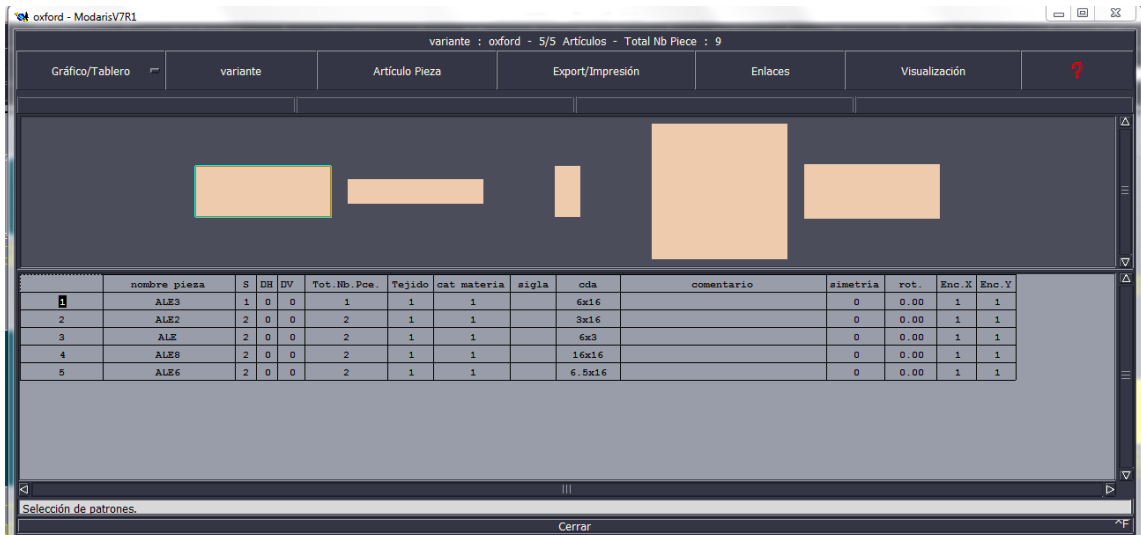 oxford - ModarisV7R1
variante : oxford - 5/5 Artículos - Total Nb Piece : 9
Gráfico/Tablero variante Artículo Pieza Export/Impresión Enlaces Visualización ?
nombre pieza S DH DV Tot.Nb.Pce. Tejido cat materia sigla cda comentario simetría rot. Enc.X Enc.Y
1 ALE3 1 0 0 1 1 1 6x16 0 0.00 1 1
2 ALE2 2 0 0 2 1 1 3x16 0 0.00 1 1
3 ALE 2 0 0 2 1 1 6x3 0 0.00 1 1
4 ALE8 2 0 0 2 1 1 16x16 0 0.00 1 1
5 ALE6 2 0 0 2 1 1 6.5x16 0 0.00 1 1
Selección de patrones.
Cerrar ^F